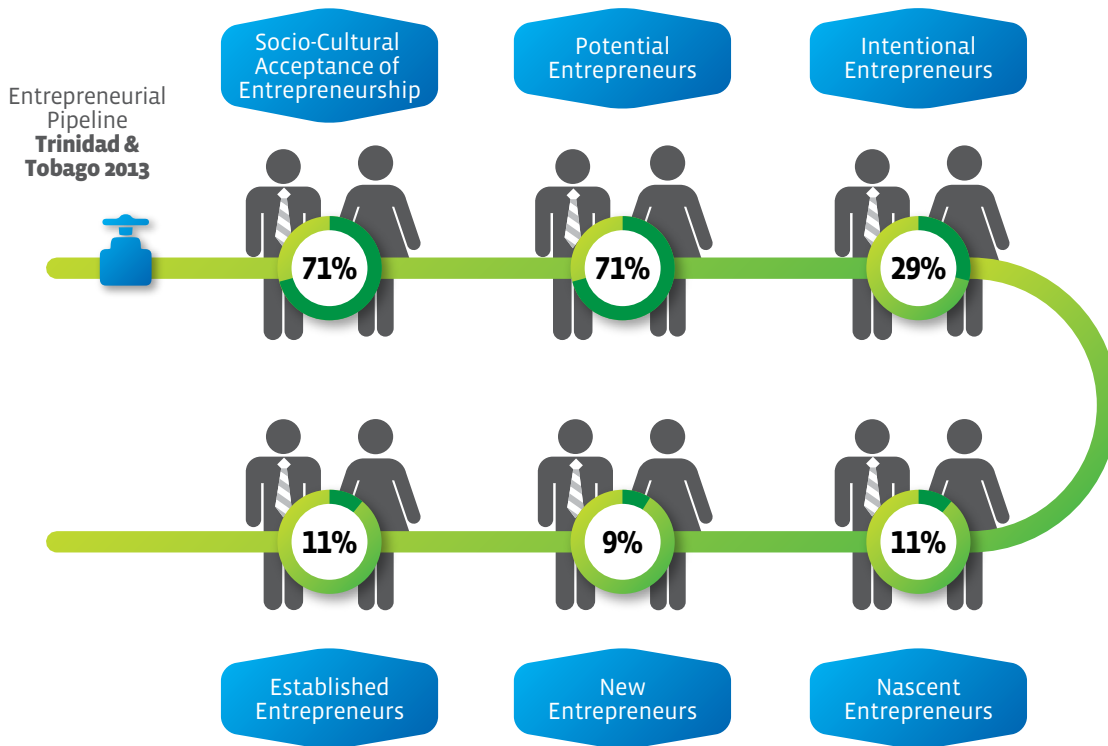 Entrepreneurial
Pipeline
Trinidad &
Tobago 2013
Socio-Cultural
Acceptance of
Entrepreneurship
Potential
Entrepreneurs
Intentional
Entrepreneurs
71%
71%
29%
11%
9%
11%
Established
Entrepreneurs
New
Entrepreneurs
Nascent
Entrepreneurs